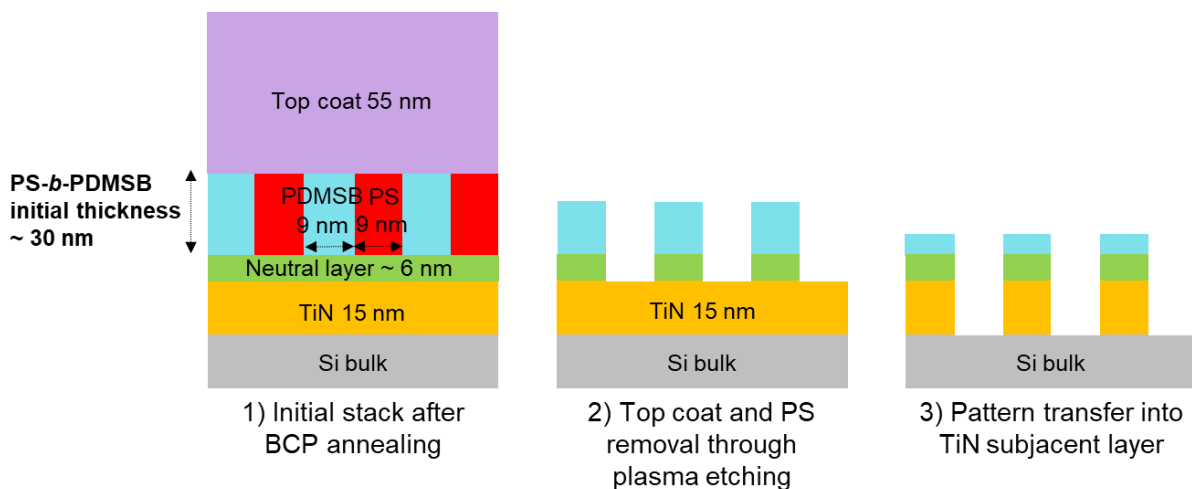 Top coat 55 nm
PS-b-PDMSB
initial thickness
~ 30 nm
PDMSB PS
9 nm 9 nm
Neutral layer ~ 6 nm
TiN 15 nm
Si bulk
1) Initial stack after
BCP annealing
TiN 15 nm
Si bulk
2) Top coat and PS
removal through
plasma etching
Si bulk
3) Pattern transfer into
TiN subjacent layer